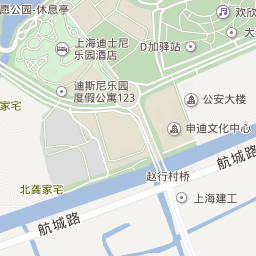 愿公园-休息亭
欢欣
大
上海迪士尼
乐园酒店
D加驿站
迪斯尼乐园
度假公寓123
公安大楼
家宅
申迪文化中心
北龚家宅
赵行村桥
上海建工
航城路
航城路